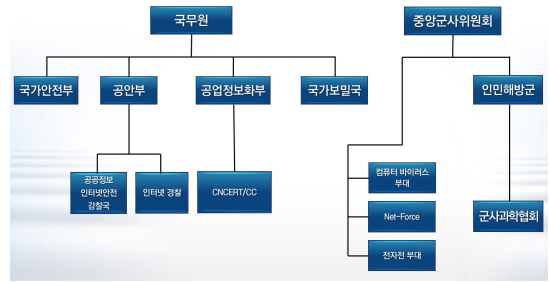 국무원
중앙군사위원회
국가안전부
공안부
공업정보화부
국가보밀국
인민해방군
공공정보
인터넷안전
감찰국
인터넷 경찰
CNCERT/CC
컴퓨터 바이러스
부대
Net-Force
전자전 부대
군사과학협회